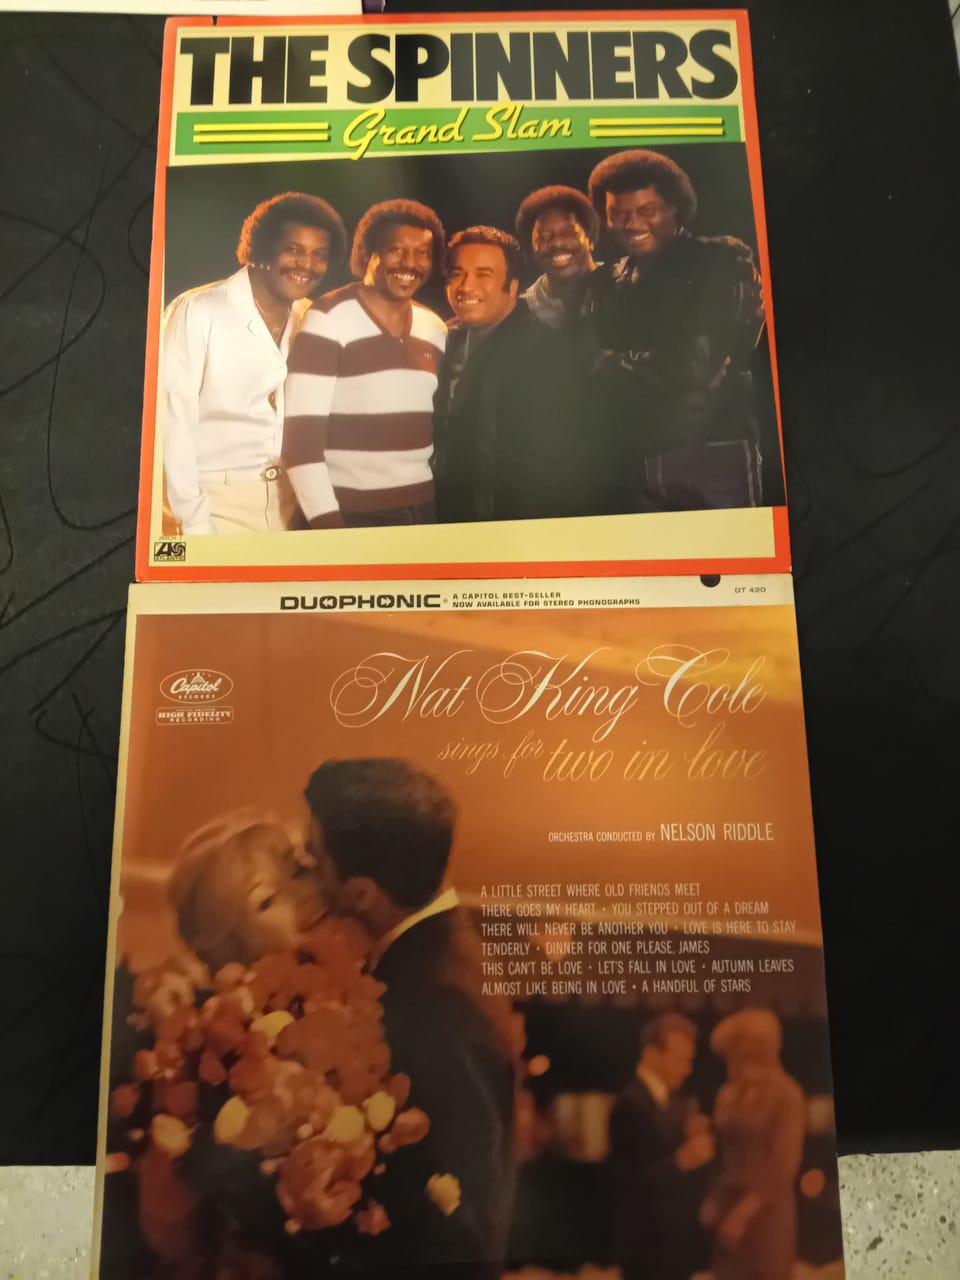 THE SPINNERS
Grand Slam
ATLANTIC
DUOPHONIC®
A CAPITOL BEST-SELLER
NOW AVAILABLE FOR STEREO PHONOGRAPHS
DT 420
Capitol
RECORDS
HIGH FIDELITY
RECORDING
Nat King Cole
sings for two in love
ORCHESTRA CONDUCTED BY NELSON RIDDLE
A LITTLE STREET WHERE OLD FRIENDS MEET
THERE GOES MY HEART • YOU STEPPED OUT OF A DREAM
THERE WILL NEVER BE ANOTHER YOU • LOVE IS HERE TO STAY
TENDERLY • DINNER FOR ONE PLEASE, JAMES
THIS CAN'T BE LOVE • LET'S FALL IN LOVE • AUTUMN LEAVES
ALMOST LIKE BEING IN LOVE • A HANDFUL OF STARS